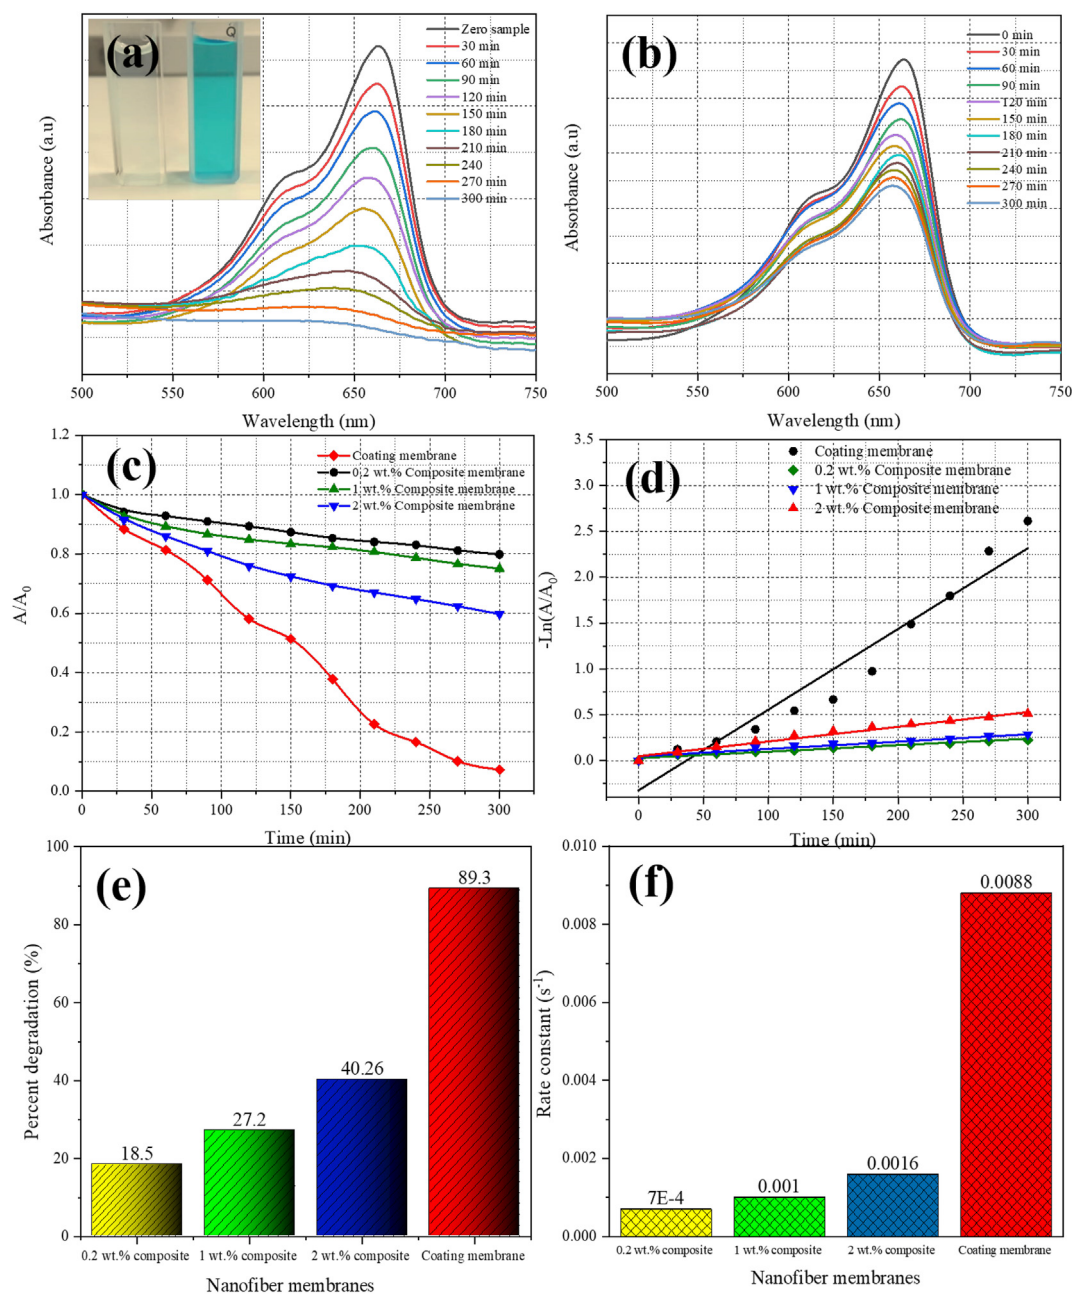 (a)
Q
Zero sample
30 min
60 min
90 min
120 min
150 min
180 min
210 min
240
270 min
300 min
Absorbance (a.u)
500 550 600 650 700 750
Wavelength (nm)
(b)
0 min
30 min
60 min
90 min
120 min
150 min
180 min
210 min
240 min
270 min
300 min
Absorbance (a.u)
500 550 600 650 700 750
Wavelength (nm)
(c)
Coating membrane
0.2 wt.% Composite membrane
1 wt.% Composite membrane
2 wt.% Composite membrane
1.2
1.0
0.8
0.6
0.4
0.2
0.0
A/A0
0 50 100 150 200 250 300
Time (min)
(d)
Coating membrane
0.2 wt.% Composite membrane
1 wt.% Composite membrane
2 wt.% Composite membrane
3.5
3.0
2.5
2.0
1.5
1.0
0.5
0.0
-Ln(A/A0)
0 50 100 150 200 250 300
Time (min)
(e)
100
80
60
40
20
0
Percent degradation (%)
18.5
27.2
40.26
89.3
0.2 wt.% composite 1 wt.% composite 2 wt.% composite Coating membrane
Nanofiber membranes
(f)
0.010
0.008
0.006
0.004
0.002
0.000
Rate constant (s-1)
7E-4
0.001
0.0016
0.0088
0.2 wt.% composite 1 wt.% composite 2 wt.% composite Coating membrane
Nanofiber membranes